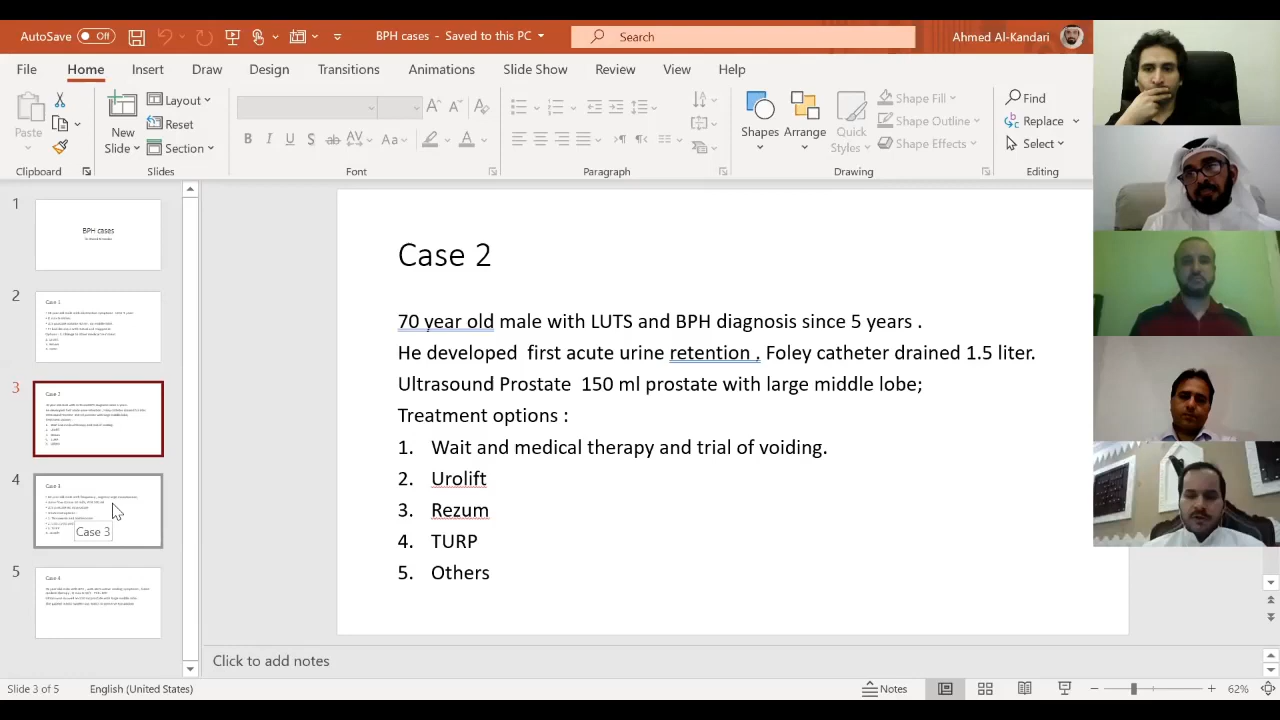 AutoSave Off BPH cases - Saved to this PC Search Ahmed Al-Kandari
File Home Insert Draw Design Transitions Animations Slide Show Review View Help
Paste
New
Slide
Layout
Reset
Section
B I U S ab AV Aa A
Shapes Arrange Quick
Styles
Shape Fill
Shape Outline
Shape Effects
Find
Replace
Select
Clipboard Slides Font Paragraph Drawing Editing
1
BPH cases
2
Case 1
3
Case 2
4
Case 3
Case 3
5
Case 4
Case 2
70 year old male with LUTS and BPH diagnosis since 5 years .
He developed first acute urine retention . Foley catheter drained 1.5 liter.
Ultrasound Prostate 150 ml prostate with large middle lobe;
Treatment options :
1. Wait and medical therapy and trial of voiding.
2. Urolift
3. Rezum
4. TURP
5. Others
Click to add notes
Slide 3 of 5 English (United States) Notes 62%